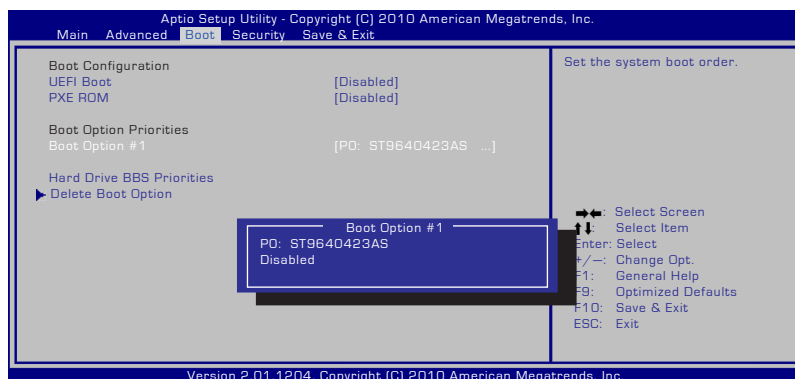 Aptio Setup Utility - Copyright (C) 2010 American Megatrends, Inc.
Main Advanced Boot Security Save & Exit
Boot Configuration
UEFI Boot [Disabled]
PXE ROM [Disabled]
Boot Option Priorities
Boot Option #1 [P0: ST9640423AS ...]
Hard Drive BBS Priorities
Delete Boot Option
Boot Option #1
P0: ST9640423AS
Disabled
Set the system boot order.
→←: Select Screen
↑↓: Select Item
Enter: Select
+/—: Change Opt.
F1: General Help
F9: Optimized Defaults
F10: Save & Exit
ESC: Exit
Version 2.01.1204. Copyright (C) 2010 American Megatrends, Inc.